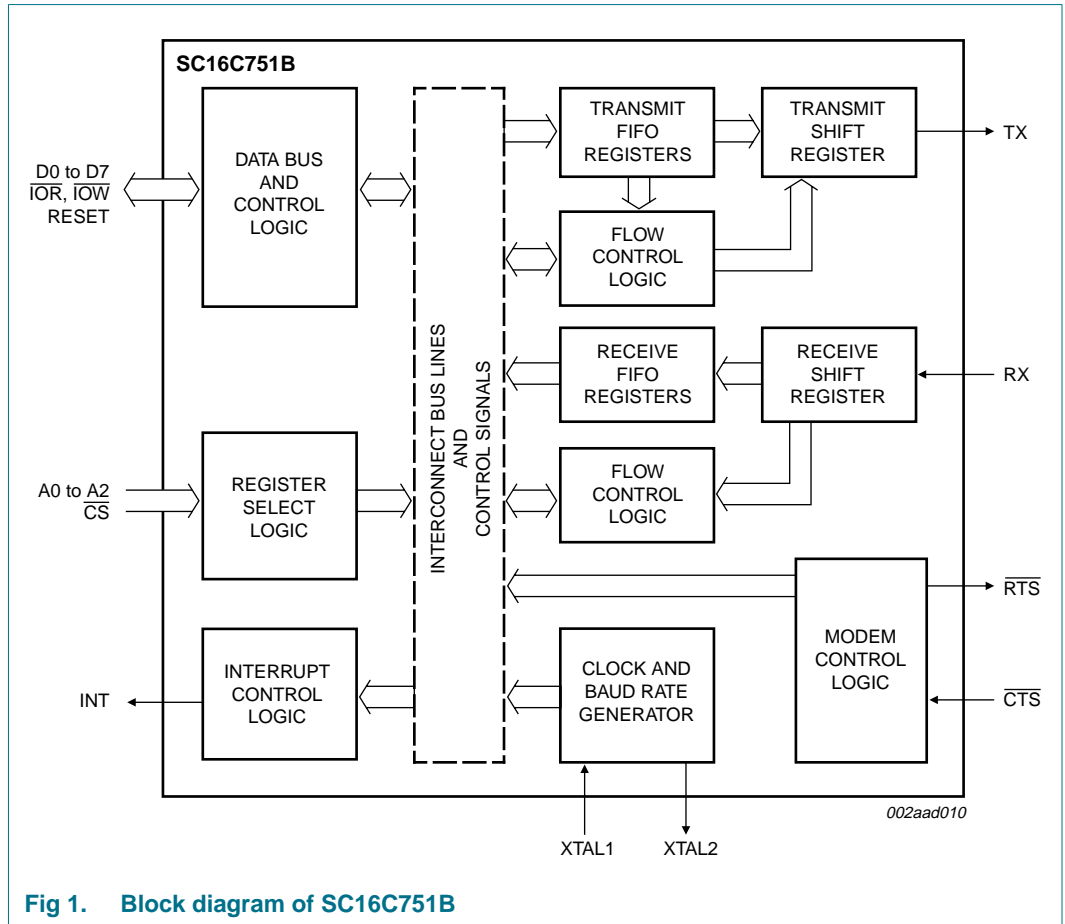 SC16C751B
D0 to D7
IOR, IOW
RESET
DATA BUS
AND
CONTROL
LOGIC
A0 to A2
CS
REGISTER
SELECT
LOGIC
INT
INTERRUPT
CONTROL
LOGIC
INTERCONNECT BUS LINES
AND
CONTROL SIGNALS
TRANSMIT
FIFO
REGISTERS
TRANSMIT
SHIFT
REGISTER
TX
FLOW
CONTROL
LOGIC
RECEIVE
FIFO
REGISTERS
RECEIVE
SHIFT
REGISTER
RX
FLOW
CONTROL
LOGIC
CLOCK AND
BAUD RATE
GENERATOR
MODEM
CONTROL
LOGIC
RTS
CTS
XTAL1
XTAL2
002aad010
Fig 1. Block diagram of SC16C751B